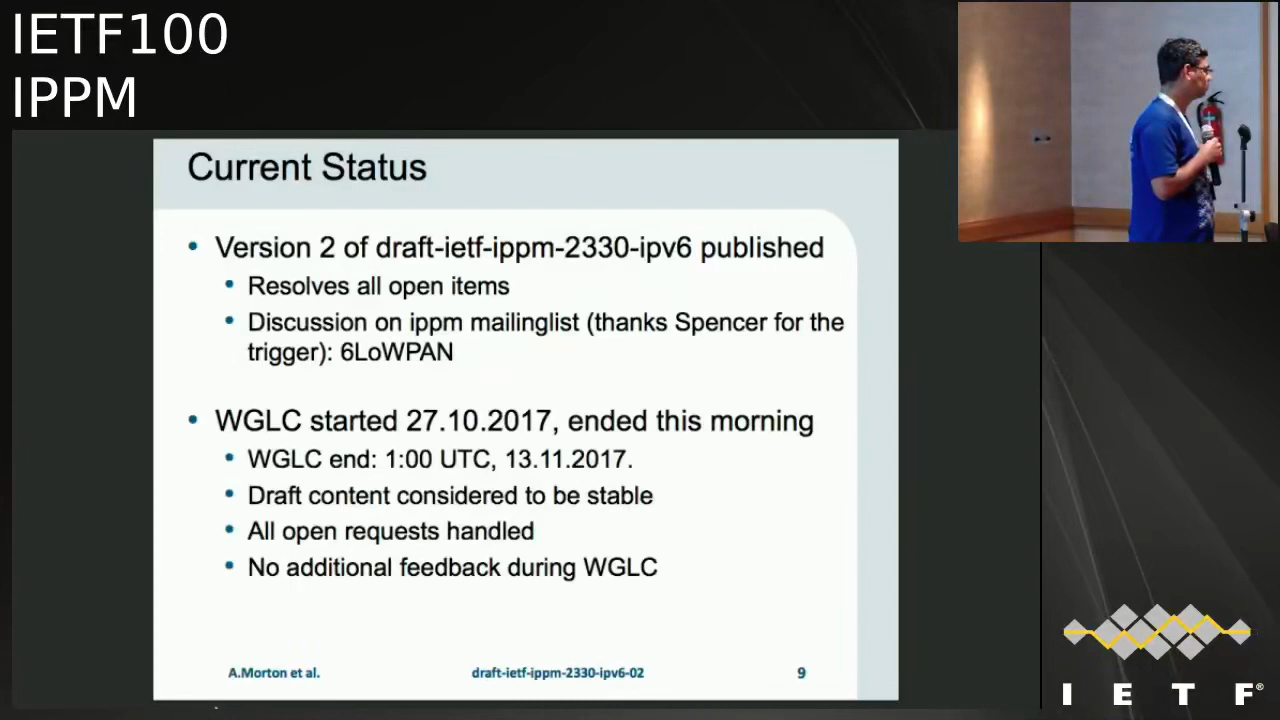 IETF100
IPPM
Current Status
• Version 2 of draft-ietf-ippm-2330-ipv6 published
• Resolves all open items
• Discussion on ippm mailinglist (thanks Spencer for the
trigger): 6LoWPAN
• WGLC started 27.10.2017, ended this morning
• WGLC end: 1:00 UTC, 13.11.2017.
• Draft content considered to be stable
• All open requests handled
• No additional feedback during WGLC
A.Morton et al. draft-ietf-ippm-2330-ipv6-02 9
I E T F®